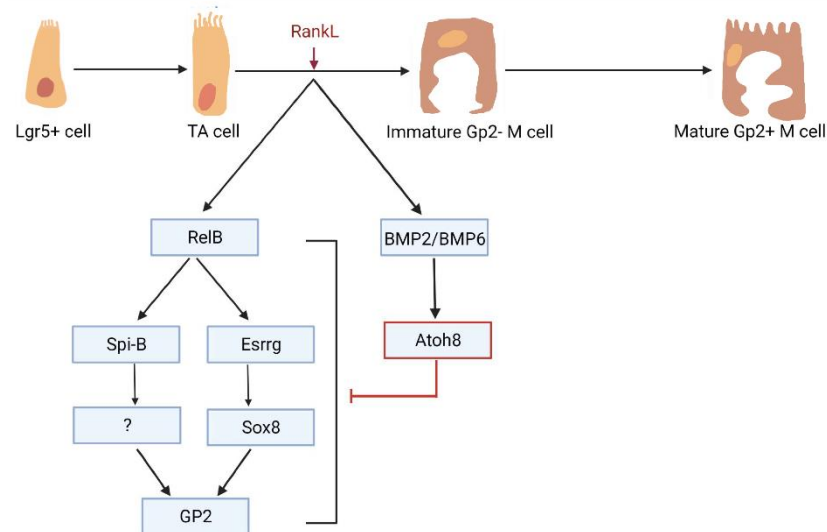 RankL
Lgr5+ cell
TA cell
Immature Gp2- M cell
Mature Gp2+ M cell
RelB
BMP2/BMP6
Spi-B
Esrrg
Atoh8
?
Sox8
GP2